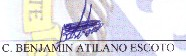 C. BENJAMIN ATILANO ESCOTO